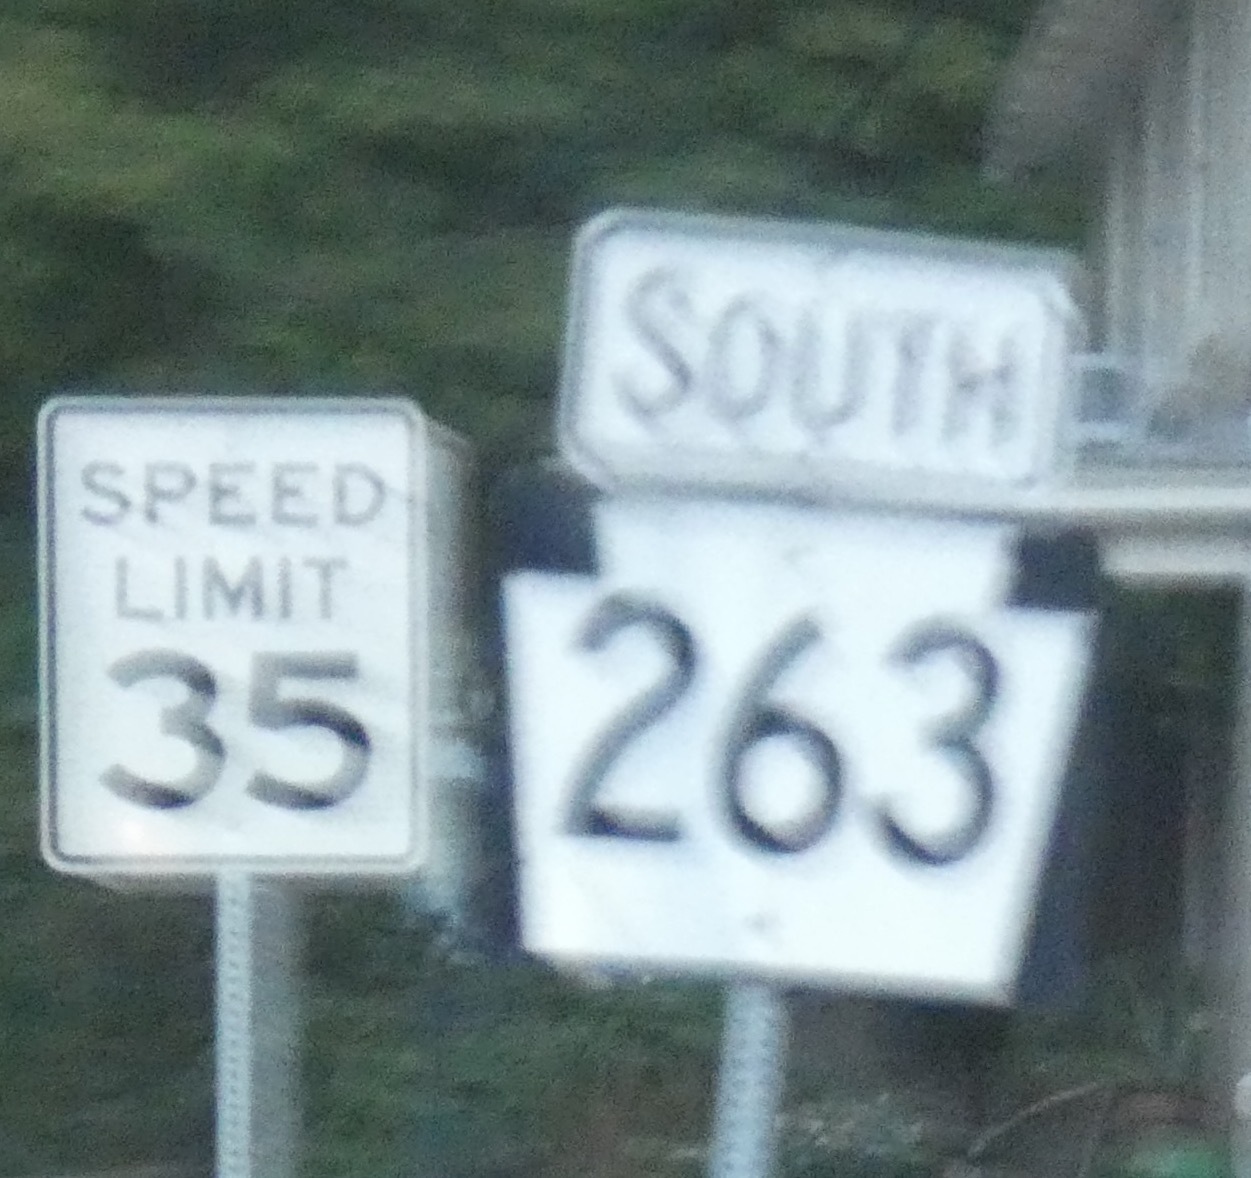 SPEED
LIMIT
35
SOUTH
263